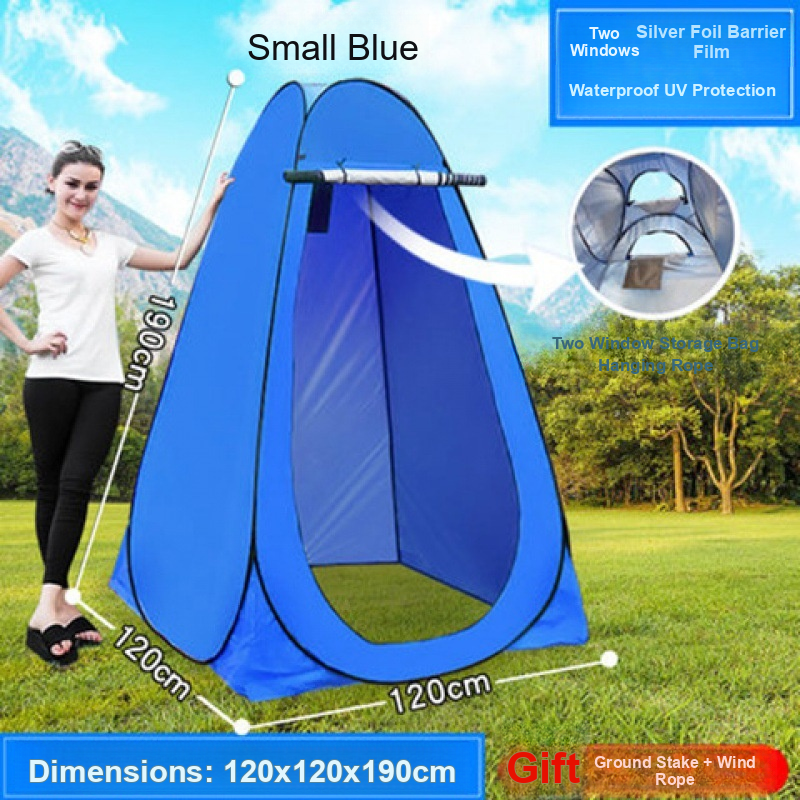 Small Blue
Two
Windows
Silver Foil Barrier
Film
Waterproof UV Protection
190cm
Two Window Storage Bag
Hanging Rope
120cm
120cm
Dimensions: 120x120x190cm
Gift
Ground Stake + Wind
Rope